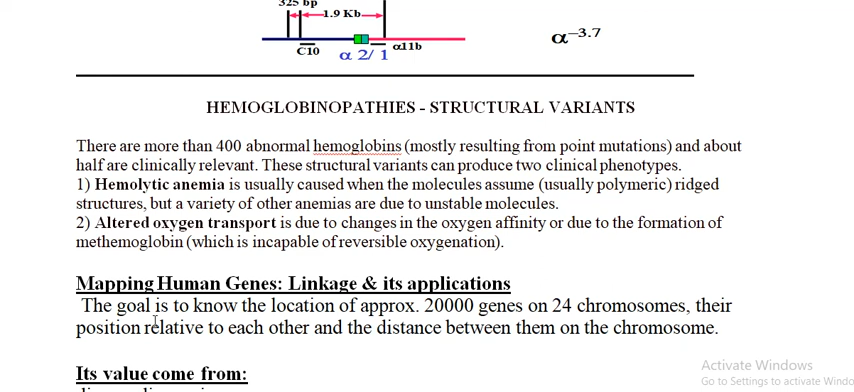 325 bp
1.9 Kb
C10
α 2/ 1
α11b
α–3.7
HEMOGLOBINOPATHIES - STRUCTURAL VARIANTS
There are more than 400 abnormal hemoglobins (mostly resulting from point mutations) and about
half are clinically relevant. These structural variants can produce two clinical phenotypes.
1) Hemolytic anemia is usually caused when the molecules assume (usually polymeric) ridged
structures, but a variety of other anemias are due to unstable molecules.
2) Altered oxygen transport is due to changes in the oxygen affinity or due to the formation of
methemoglobin (which is incapable of reversible oxygenation).
Mapping Human Genes: Linkage & its applications
The goal is to know the location of approx. 20000 genes on 24 chromosomes, their
position relative to each other and the distance between them on the chromosome.
Its value come from:
Activate Windows
Go to Settings to activate Windo